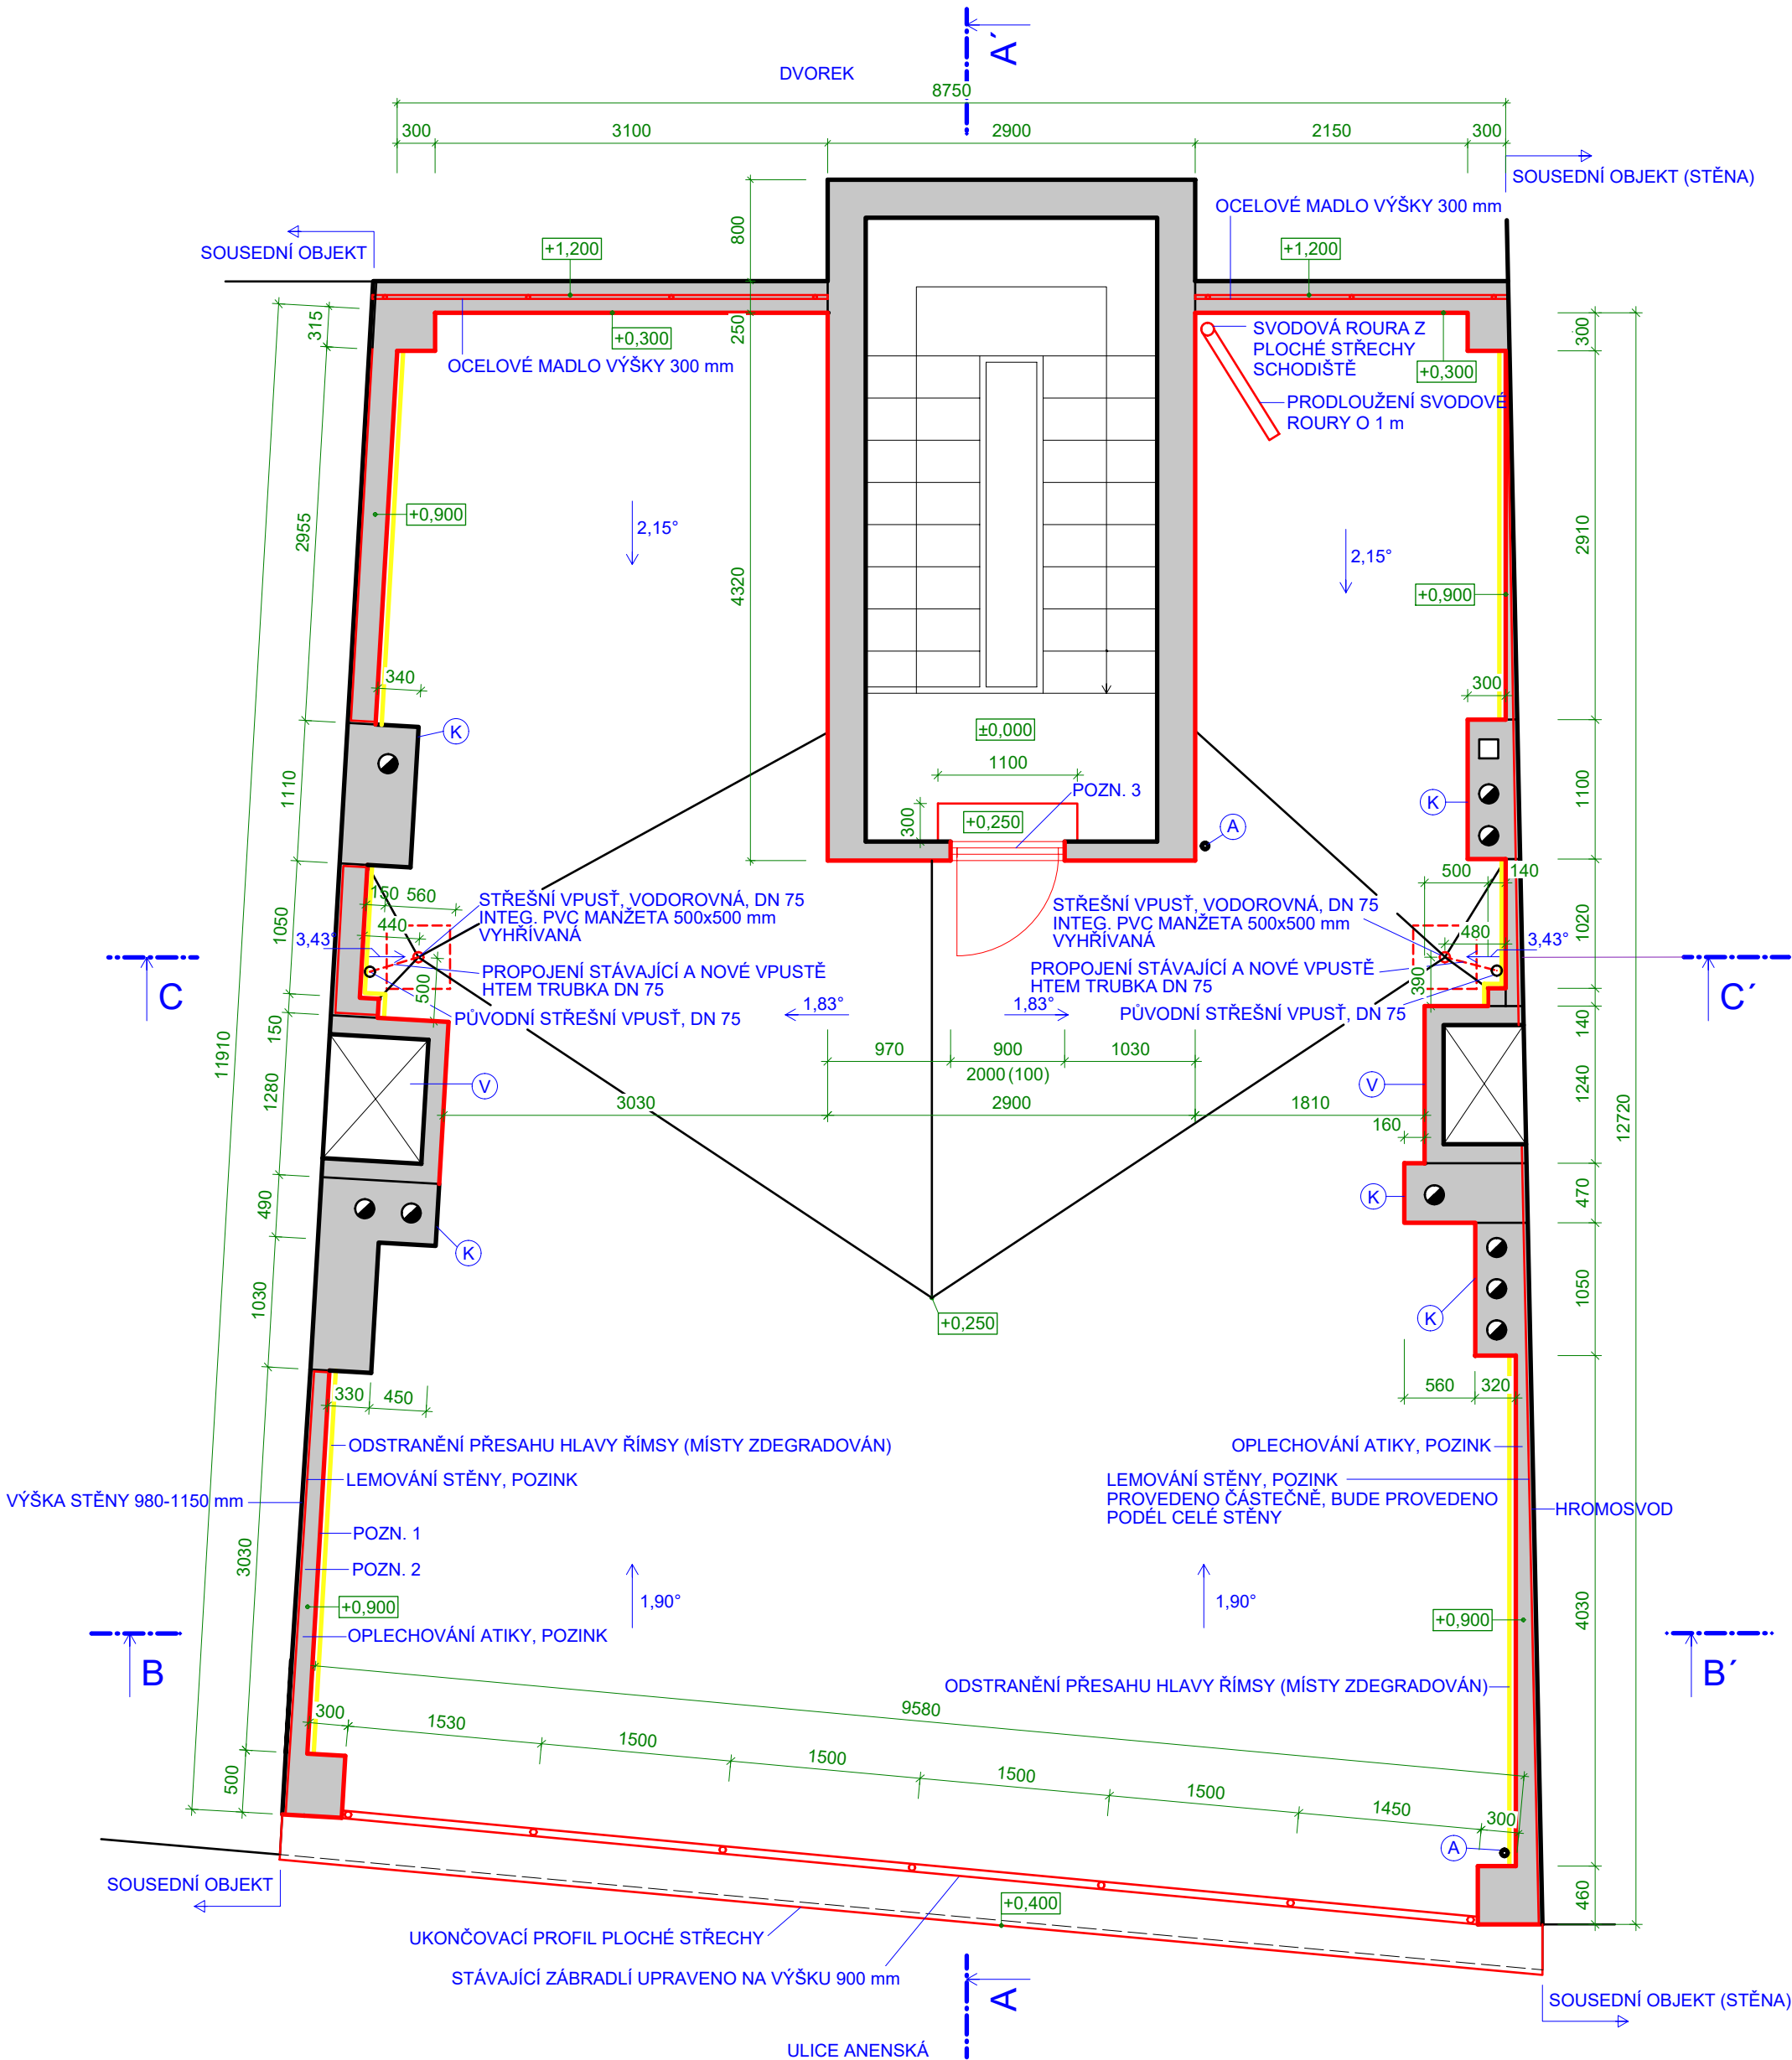 A´
DVOREK
8750
300
3100
2900
2150
300
SOUSEDNÍ OBJEKT (STĚNA)
OCELOVÉ MADLO VÝŠKY 300 mm
800
SOUSEDNÍ OBJEKT
+1,200
+1,200
315
250
+0,300
OCELOVÉ MADLO VÝŠKY 300 mm
SVODOVÁ ROURA Z
PLOCHÉ STŘECHY
SCHODIŠTĚ
300
+0,300
PRODLOUŽENÍ SVODOVÉ
ROURY O 1 m
2955
+0,900
2,15°
4320
2,15°
2910
+0,900
340
300
K
±0,000
1100
POZN. 3
1110
300
+0,250
A
K
1100
150
560
440
3,43°
1050
STŘEŠNÍ VPUSŤ, VODOROVNÁ, DN 75
INTEG. PVC MANŽETA 500x500 mm
VYHŘÍVANÁ
PROPOJENÍ STÁVAJÍCÍ A NOVÉ VPUSTĚ
HTEM TRUBKA DN 75
500
PŮVODNÍ STŘEŠNÍ VPUSŤ, DN 75
STŘEŠNÍ VPUSŤ, VODOROVNÁ, DN 75
INTEG. PVC MANŽETA 500x500 mm
VYHŘÍVANÁ
PROPOJENÍ STÁVAJÍCÍ A NOVÉ VPUSTĚ
HTEM TRUBKA DN 75
PŮVODNÍ STŘEŠNÍ VPUSŤ, DN 75
500
140
480
3,43°
390
1020
C
C´
1,83°
1,83°
150
140
970
900
1030
2000(100)
11910
1280
V
V
1240
12720
3030
2900
1810
160
490
K
K
470
1030
K
1050
+0,250
330
450
560
320
ODSTRANĚNÍ PŘESAHU HLAVY ŘÍMSY (MÍSTY ZDEGRADOVÁN)
LEMOVÁNÍ STĚNY, POZINK
VÝŠKA STĚNY 980-1150 mm
POZN. 1
POZN. 2
OPLECHOVÁNÍ ATIKY, POZINK
LEMOVÁNÍ STĚNY, POZINK
PROVEDENO ČÁSTEČNĚ, BUDE PROVEDENO
PODÉL CELÉ STĚNY
HROMOSVOD
3030
+0,900
1,90°
1,90°
+0,900
4030
OPLECHOVÁNÍ ATIKY, POZINK
B
B´
ODSTRANĚNÍ PŘESAHU HLAVY ŘÍMSY (MÍSTY ZDEGRADOVÁN)
9580
300
1530
1500
1500
1500
1500
1450
300
500
A
460
SOUSEDNÍ OBJEKT
+0,400
UKONČOVACÍ PROFIL PLOCHÉ STŘECHY
STÁVAJÍCÍ ZÁBRADLÍ UPRAVENO NA VÝŠKU 900 mm
A
SOUSEDNÍ OBJEKT (STĚNA)
ULICE ANENSKÁ